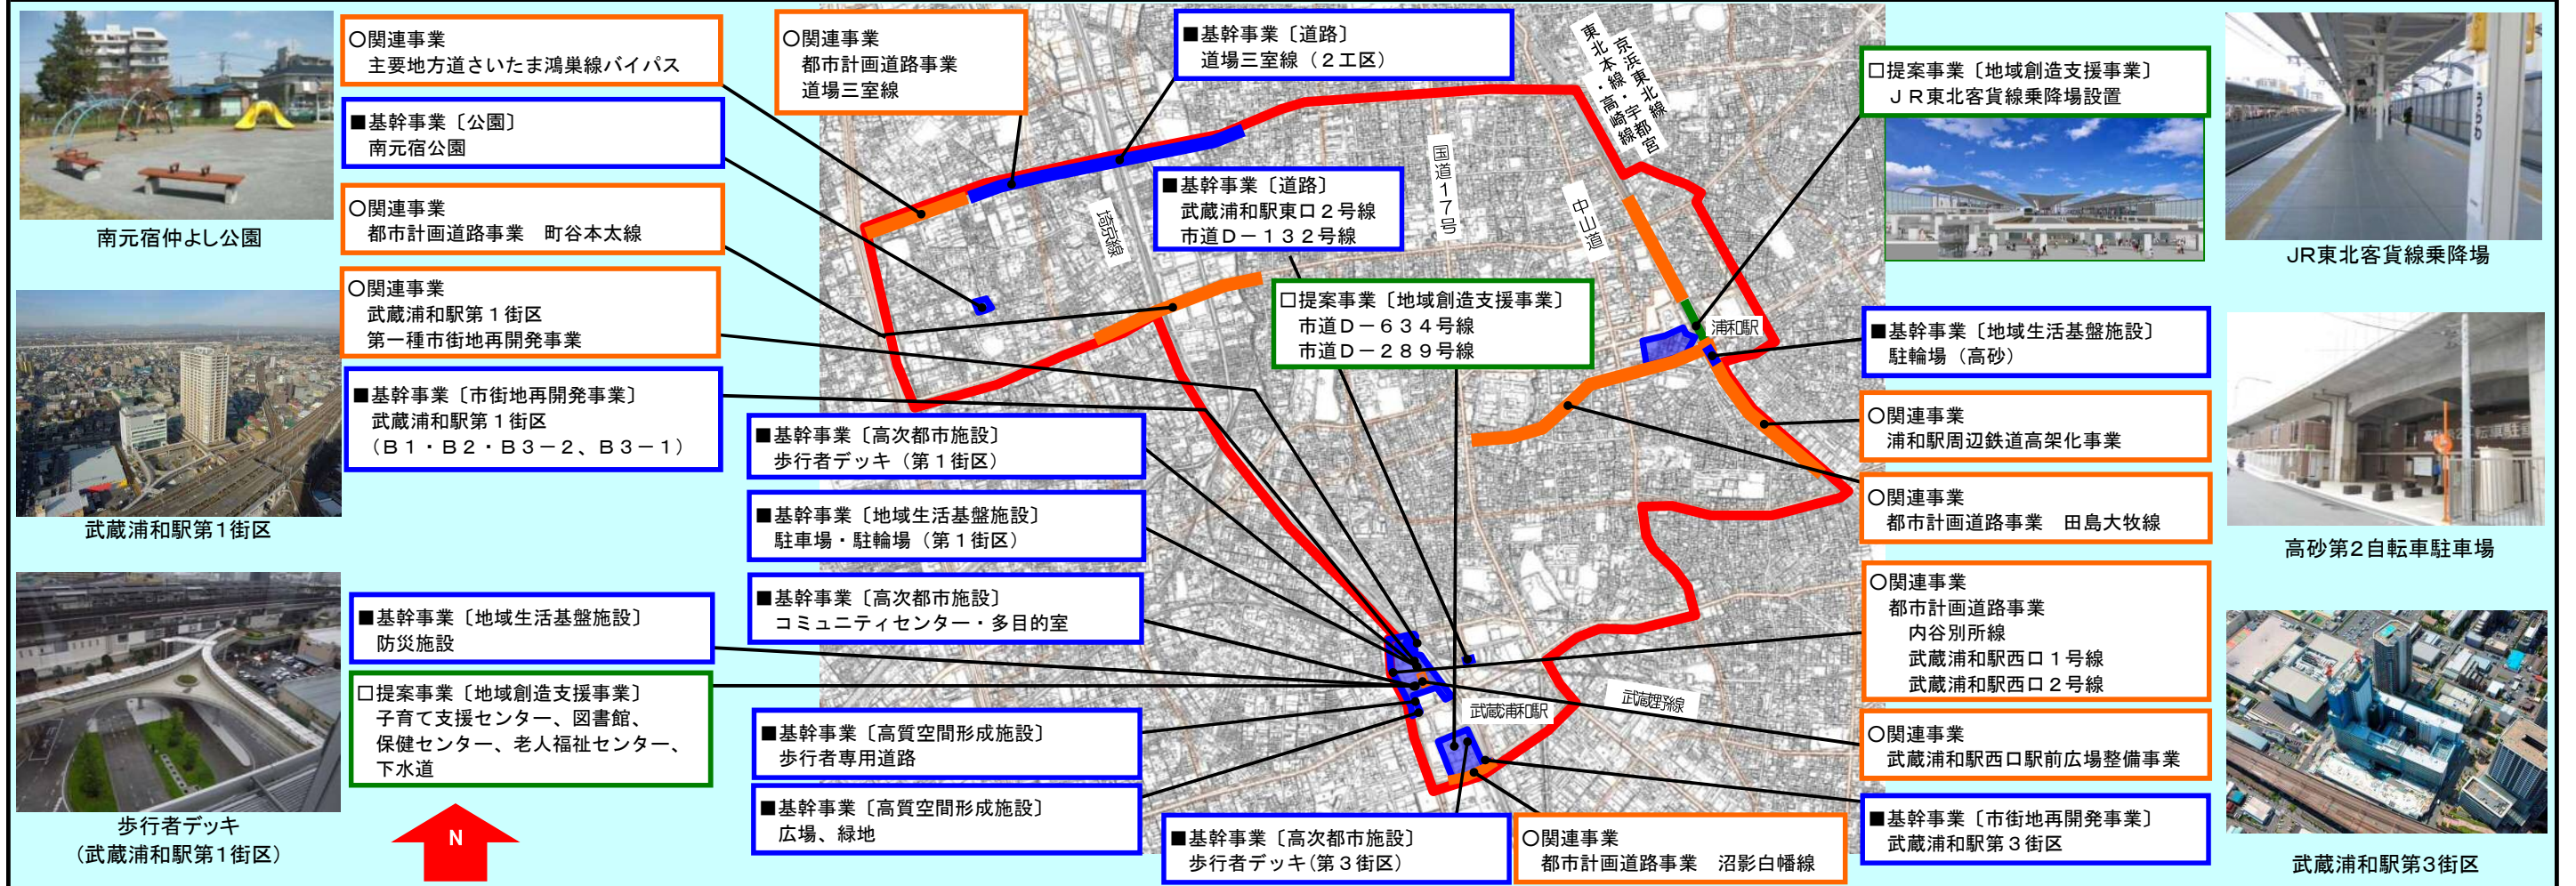 南元宿仲よし公園
武蔵浦和駅第1街区
歩行者デッキ
(武蔵浦和駅第1街区)
○関連事業
主要地方道さいたま鴻巣線バイパス
■基幹事業〔公園〕
南元宿公園
○関連事業
都市計画道路事業　町谷本太線
○関連事業
武蔵浦和駅第１街区
第一種市街地再開発事業
■基幹事業〔市街地再開発事業〕
武蔵浦和駅第１街区
（Ｂ１・Ｂ２・Ｂ３－２、Ｂ３－１）
■基幹事業〔地域生活基盤施設〕
防災施設
□提案事業〔地域創造支援事業〕
子育て支援センター、図書館、
保健センター、老人福祉センター、
下水道
N
○関連事業
都市計画道路事業
道場三室線
■基幹事業〔道路〕
道場三室線（２工区）
■基幹事業〔道路〕
武蔵浦和駅東口２号線
市道Ｄ－１３２号線
□提案事業〔地域創造支援事業〕
市道Ｄ－６３４号線
市道Ｄ－２８９号線
■基幹事業〔高次都市施設〕
歩行者デッキ（第１街区）
■基幹事業〔地域生活基盤施設〕
駐車場・駐輪場（第１街区）
■基幹事業〔高次都市施設〕
コミュニティセンター・多目的室
■基幹事業〔高質空間形成施設〕
歩行者専用道路
■基幹事業〔高質空間形成施設〕
広場、緑地
■基幹事業〔高次都市施設〕
歩行者デッキ(第３街区)
○関連事業
都市計画道路事業　沼影白幡線
埼京線
国道１７号
中山道
京浜東北線
東北本線・宇都宮
線・高崎線
浦和駅
武蔵浦和駅
武蔵野線
□提案事業〔地域創造支援事業〕
ＪＲ東北客貨線乗降場設置
■基幹事業〔地域生活基盤施設〕
駐輪場（高砂）
○関連事業
浦和駅周辺鉄道高架化事業
○関連事業
都市計画道路事業　田島大牧線
○関連事業
都市計画道路事業
内谷別所線
武蔵浦和駅西口１号線
武蔵浦和駅西口２号線
○関連事業
武蔵浦和駅西口駅前広場整備事業
■基幹事業〔市街地再開発事業〕
武蔵浦和駅第３街区
うらわ
JR東北客貨線乗降場
高砂第2自転車駐車場
武蔵浦和駅第3街区